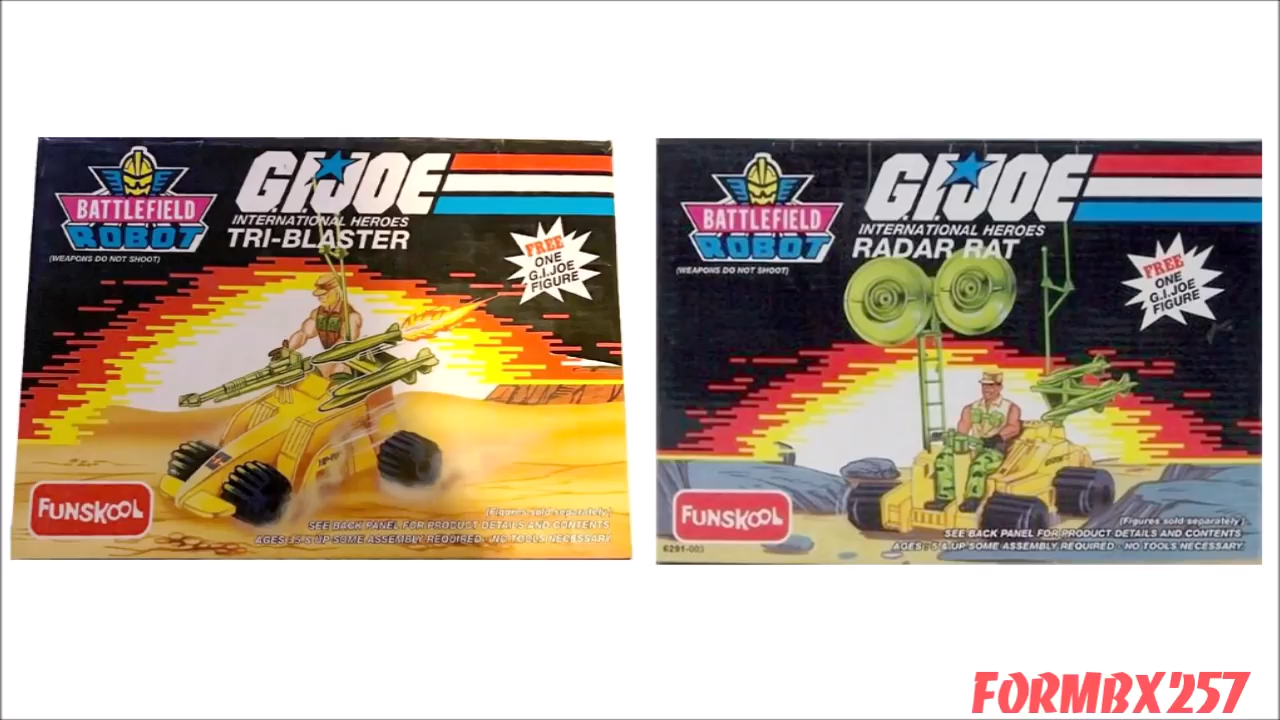 BATTLEFIELD
ROBOT
(WEAPONS DO NOT SHOOT)
G.I.JOE
INTERNATIONAL HEROES
TRI-BLASTER
FREE
ONE
G.I.JOE
FIGURE
FUNSKOOL
(Figures sold separately)
SEE BACK PANEL FOR PRODUCT DETAILS AND CONTENTS
AGES : 5 & UP SOME ASSEMBLY REQUIRED - NO TOOLS NECESSARY
BATTLEFIELD
ROBOT
(WEAPONS DO NOT SHOOT)
G.I.JOE
INTERNATIONAL HEROES
RADAR RAT
FREE
ONE
G.I.JOE
FIGURE
FUNSKOOL
6291-003
(Figures sold separately)
SEE BACK PANEL FOR PRODUCT DETAILS AND CONTENTS
AGES : 5 & UP SOME ASSEMBLY REQUIRED - NO TOOLS NECESSARY
FORMBX257